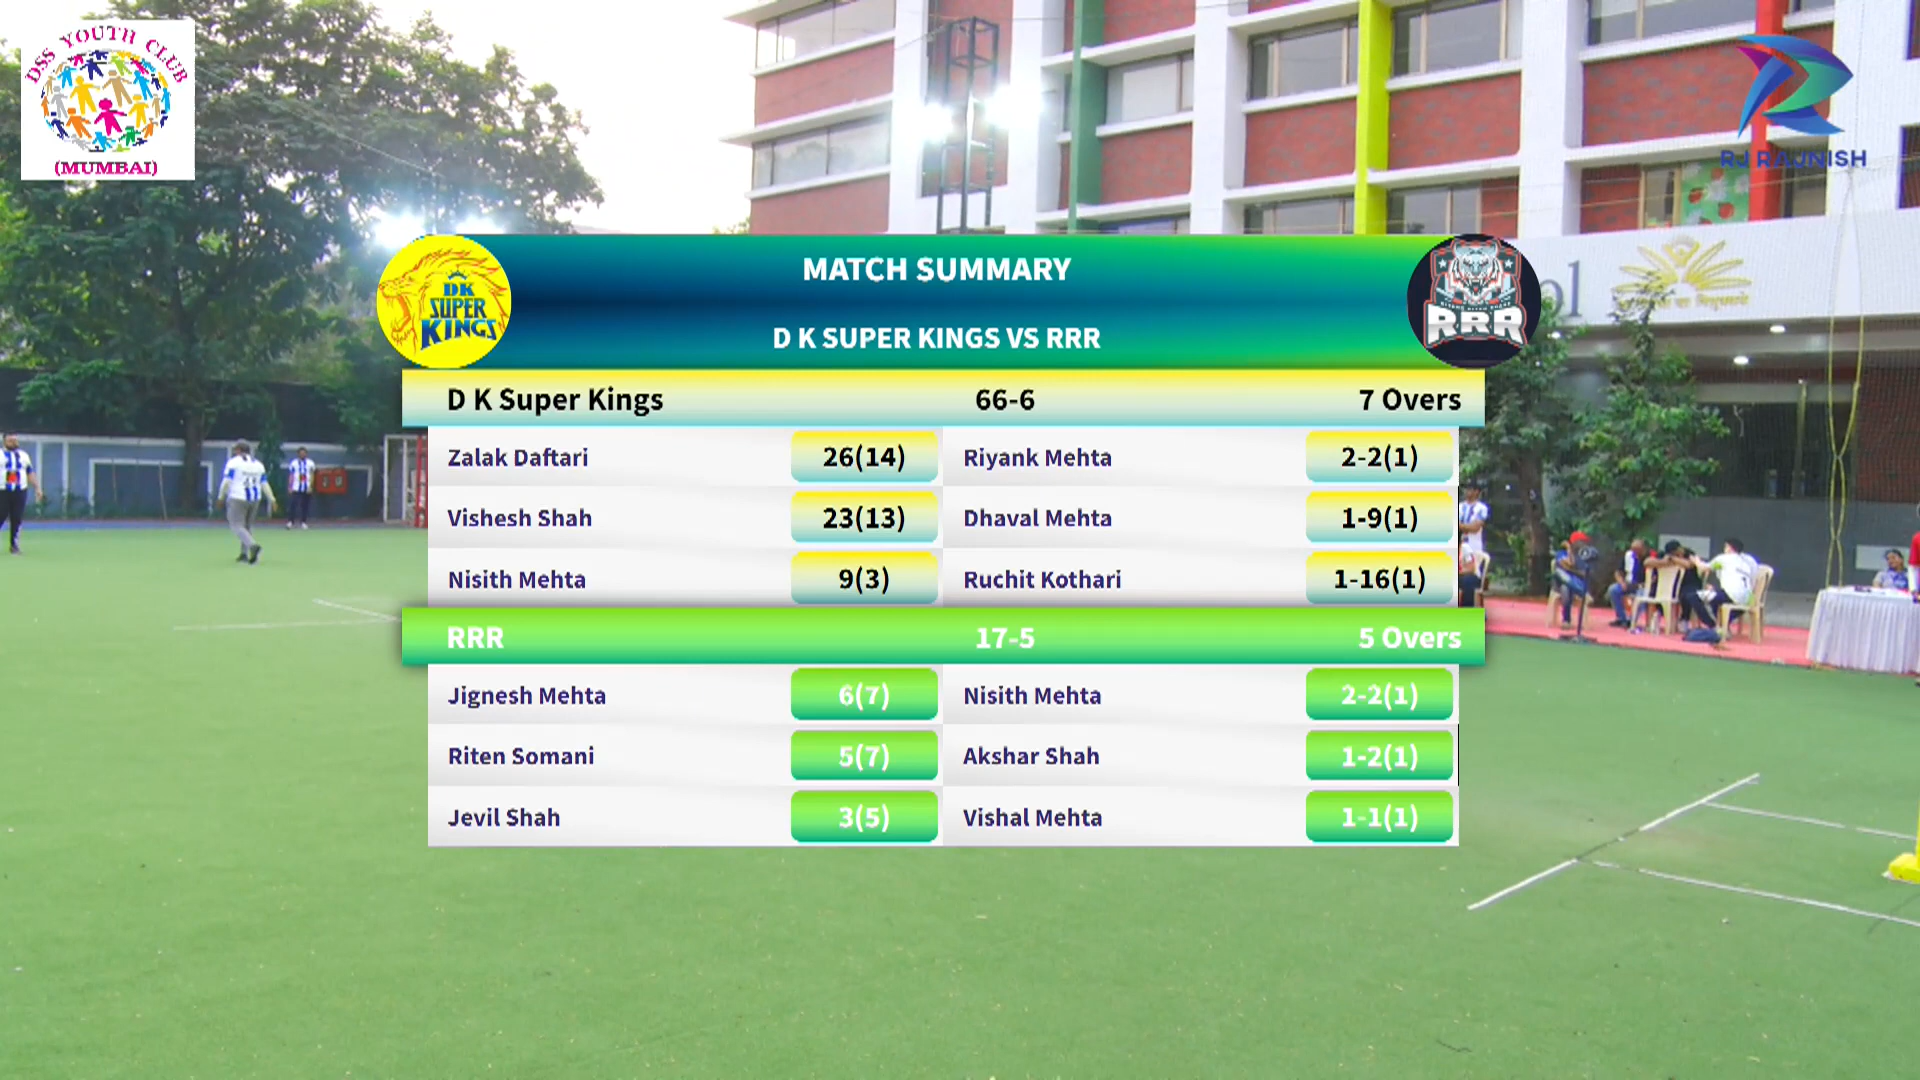 DSS YOUTH CLUB
(MUMBAI)
RJ RAJNISH
MATCH SUMMARY
D K SUPER KINGS VS RRR
DK
SUPER
KINGS
RRR
D K Super Kings 66-6 7 Overs
Zalak Daftari 26(14) Riyank Mehta 2-2(1)
Vishesh Shah 23(13) Dhaval Mehta 1-9(1)
Nisith Mehta 9(3) Ruchit Kothari 1-16(1)
RRR 17-5 5 Overs
Jignesh Mehta 6(7) Nisith Mehta 2-2(1)
Riten Somani 5(7) Akshar Shah 1-2(1)
Jevil Shah 3(5) Vishal Mehta 1-1(1)